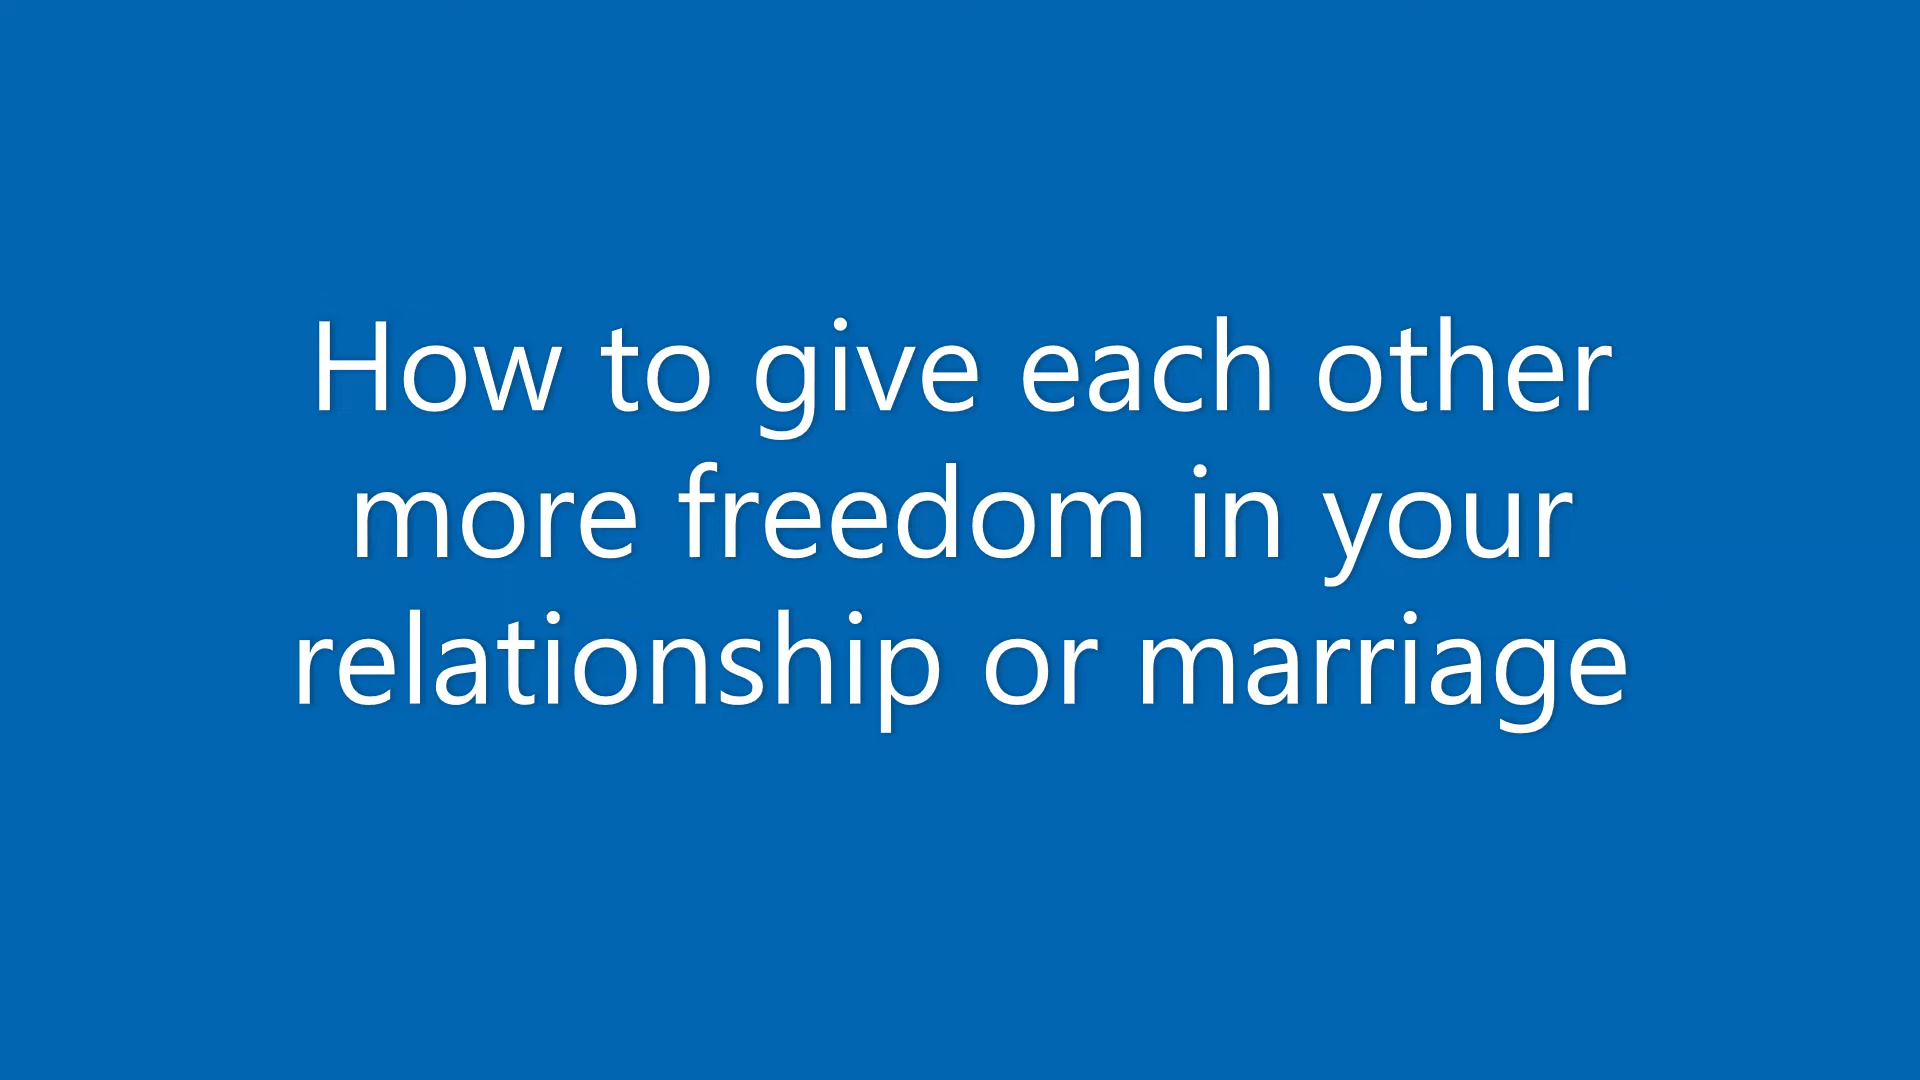 How to give each other
more freedom in your
relationship or marriage